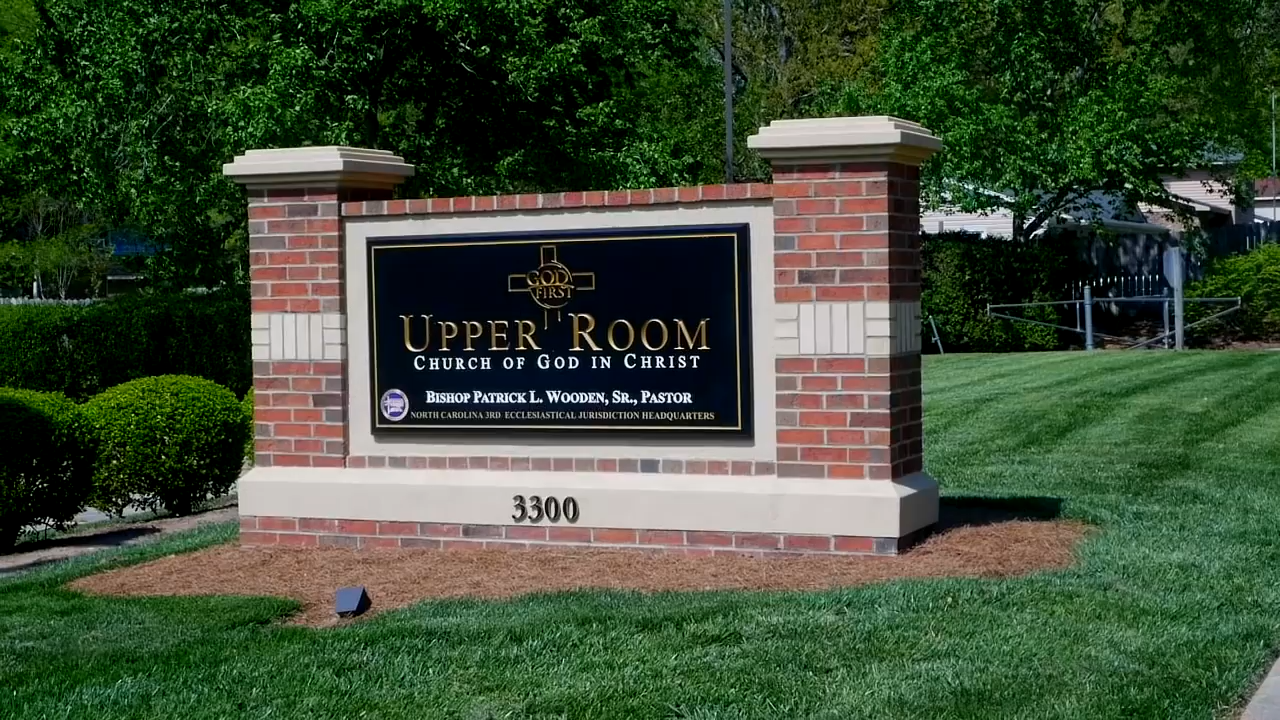 GOD
FIRST
UPPER ROOM
CHURCH OF GOD IN CHRIST
BISHOP PATRICK L. WOODEN, SR., PASTOR
NORTH CAROLINA 3RD ECCLESIASTICAL JURISDICTION HEADQUARTERS
3300